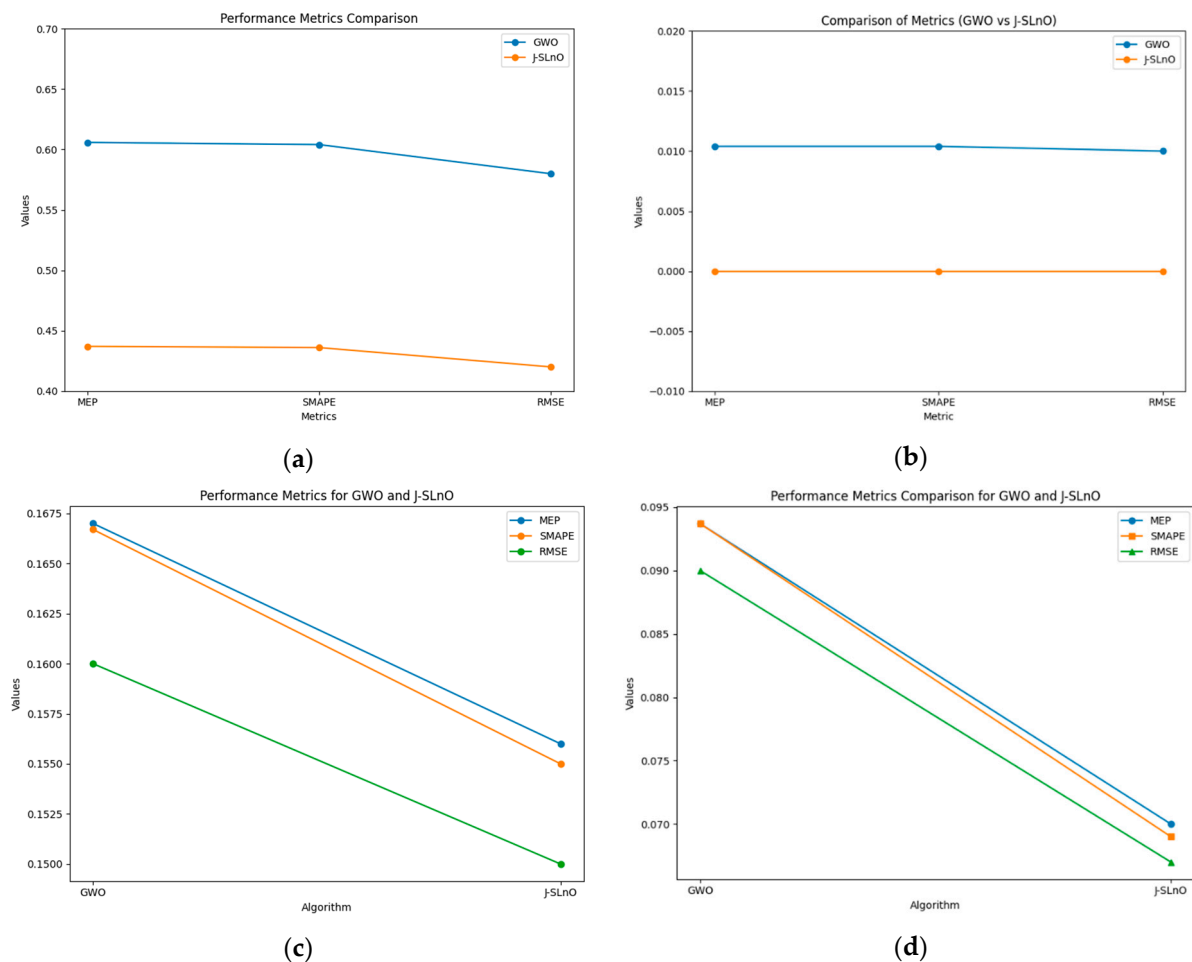 Performance Metrics Comparison
0.70
0.65
0.60
0.55
0.50
0.45
0.40
Values
GWO
J-SLnO
MEP SMAPE RMSE
Metrics
(a)
Comparison of Metrics (GWO vs J-SLnO)
0.020
0.015
0.010
0.005
0.000
−0.005
−0.010
Values
GWO
J-SLnO
MEP SMAPE RMSE
Metric
(b)
Performance Metrics for GWO and J-SLnO
0.1675
0.1650
0.1625
0.1600
0.1575
0.1550
0.1525
0.1500
Values
MEP
SMAPE
RMSE
GWO J-SLnO
Algorithm
(c)
Performance Metrics Comparison for GWO and J-SLnO
0.095
0.090
0.085
0.080
0.075
0.070
Values
MEP
SMAPE
RMSE
GWO J-SLnO
Algorithm
(d)